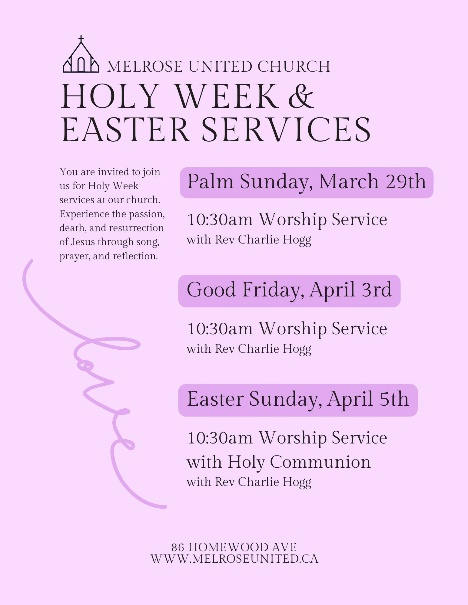 MELROSE UNITED CHURCH
HOLY WEEK &
EASTER SERVICES
You are invited to join
us for Holy Week
services at our church.
Experience the passion,
death, and resurrection
of Jesus through song,
prayer, and reflection.
Palm Sunday, March 29th
10:30am Worship Service
with Rev Charlie Hogg
Good Friday, April 3rd
10:30am Worship Service
with Rev Charlie Hogg
Easter Sunday, April 5th
10:30am Worship Service
with Holy Communion
with Rev Charlie Hogg
love
86 HOMEWOOD AVE
WWW.MELROSEUNITED.CA